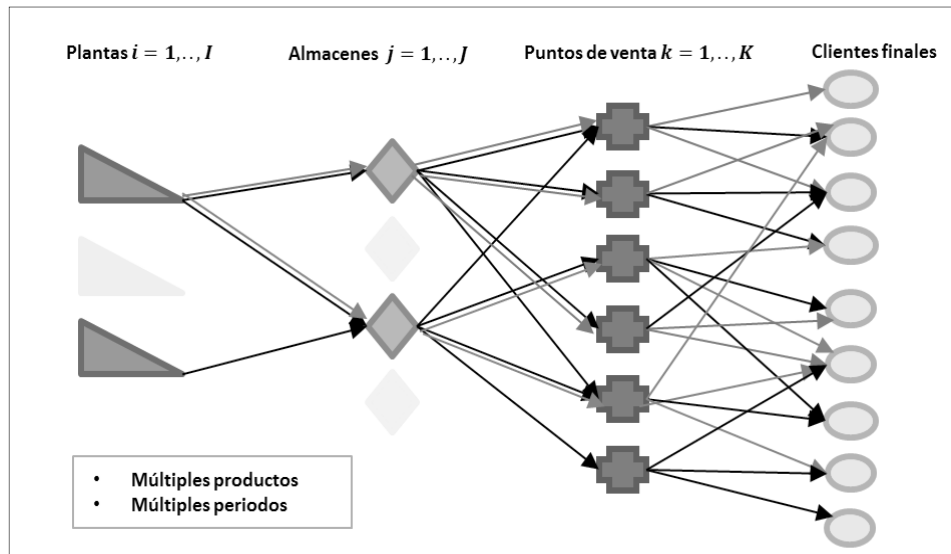 Plantas i = 1,..,I
Almacenes j = 1,..,J
Puntos de venta k = 1,..,K
Clientes finales
• Múltiples productos
• Múltiples periodos